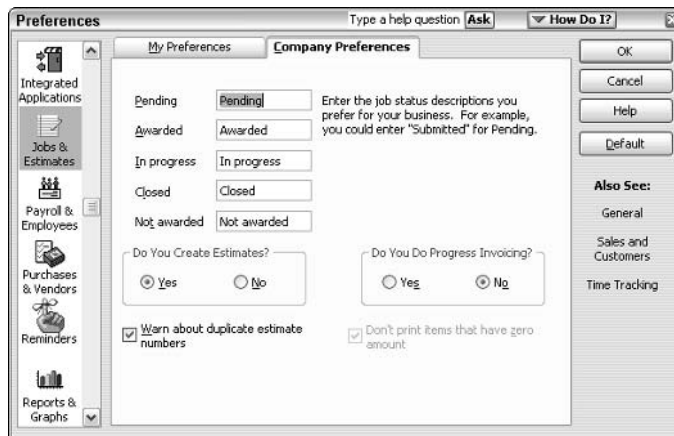 Preferences
Type a help question Ask
How Do I?
My Preferences
Company Preferences
Integrated
Applications
Jobs &
Estimates
Payroll &
Employees
Purchases
& Vendors
Reminders
Reports &
Graphs
Pending Pending
Awarded Awarded
In progress In progress
Closed Closed
Not awarded Not awarded
Enter the job status descriptions you
prefer for your business. For example,
you could enter "Submitted" for Pending.
Do You Create Estimates?
Yes No
Do You Do Progress Invoicing?
Yes No
Warn about duplicate estimate
numbers
Don't print items that have zero
amount
OK
Cancel
Help
Default
Also See:
General
Sales and
Customers
Time Tracking